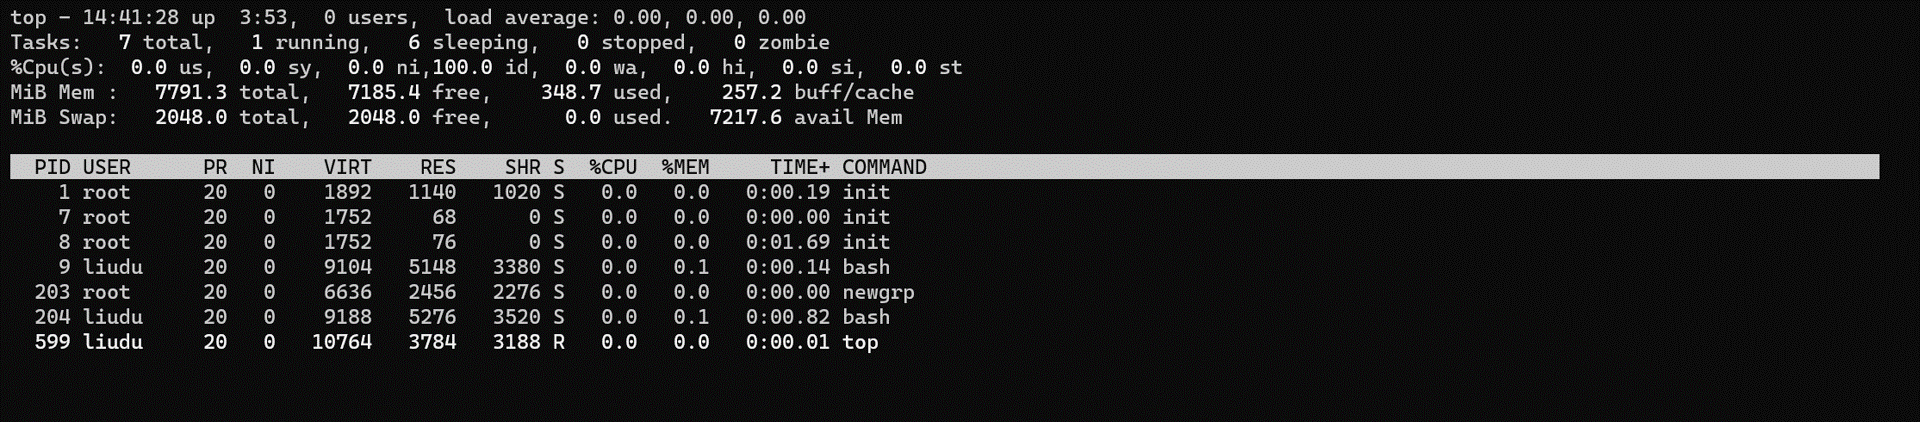 top - 14:41:28 up  3:53,  0 users,  load average: 0.00, 0.00, 0.00
Tasks:   7 total,   1 running,   6 sleeping,   0 stopped,   0 zombie
%Cpu(s):  0.0 us,  0.0 sy,  0.0 ni,100.0 id,  0.0 wa,  0.0 hi,  0.0 si,  0.0 st
MiB Mem :   7791.3 total,   7185.4 free,    348.7 used,    257.2 buff/cache
MiB Swap:   2048.0 total,   2048.0 free,      0.0 used.   7217.6 avail Mem
  PID USER      PR  NI    VIRT    RES    SHR S  %CPU  %MEM     TIME+ COMMAND
    1 root      20   0    1892   1140   1020 S   0.0   0.0   0:00.19 init
    7 root      20   0    1752     68      0 S   0.0   0.0   0:00.00 init
    8 root      20   0    1752     76      0 S   0.0   0.0   0:01.69 init
    9 liudu     20   0    9104   5148   3380 S   0.0   0.1   0:00.14 bash
  203 root      20   0    6636   2456   2276 S   0.0   0.0   0:00.00 newgrp
  204 liudu     20   0    9188   5276   3520 S   0.0   0.1   0:00.82 bash
  599 liudu     20   0   10764   3784   3188 R   0.0   0.0   0:00.01 top